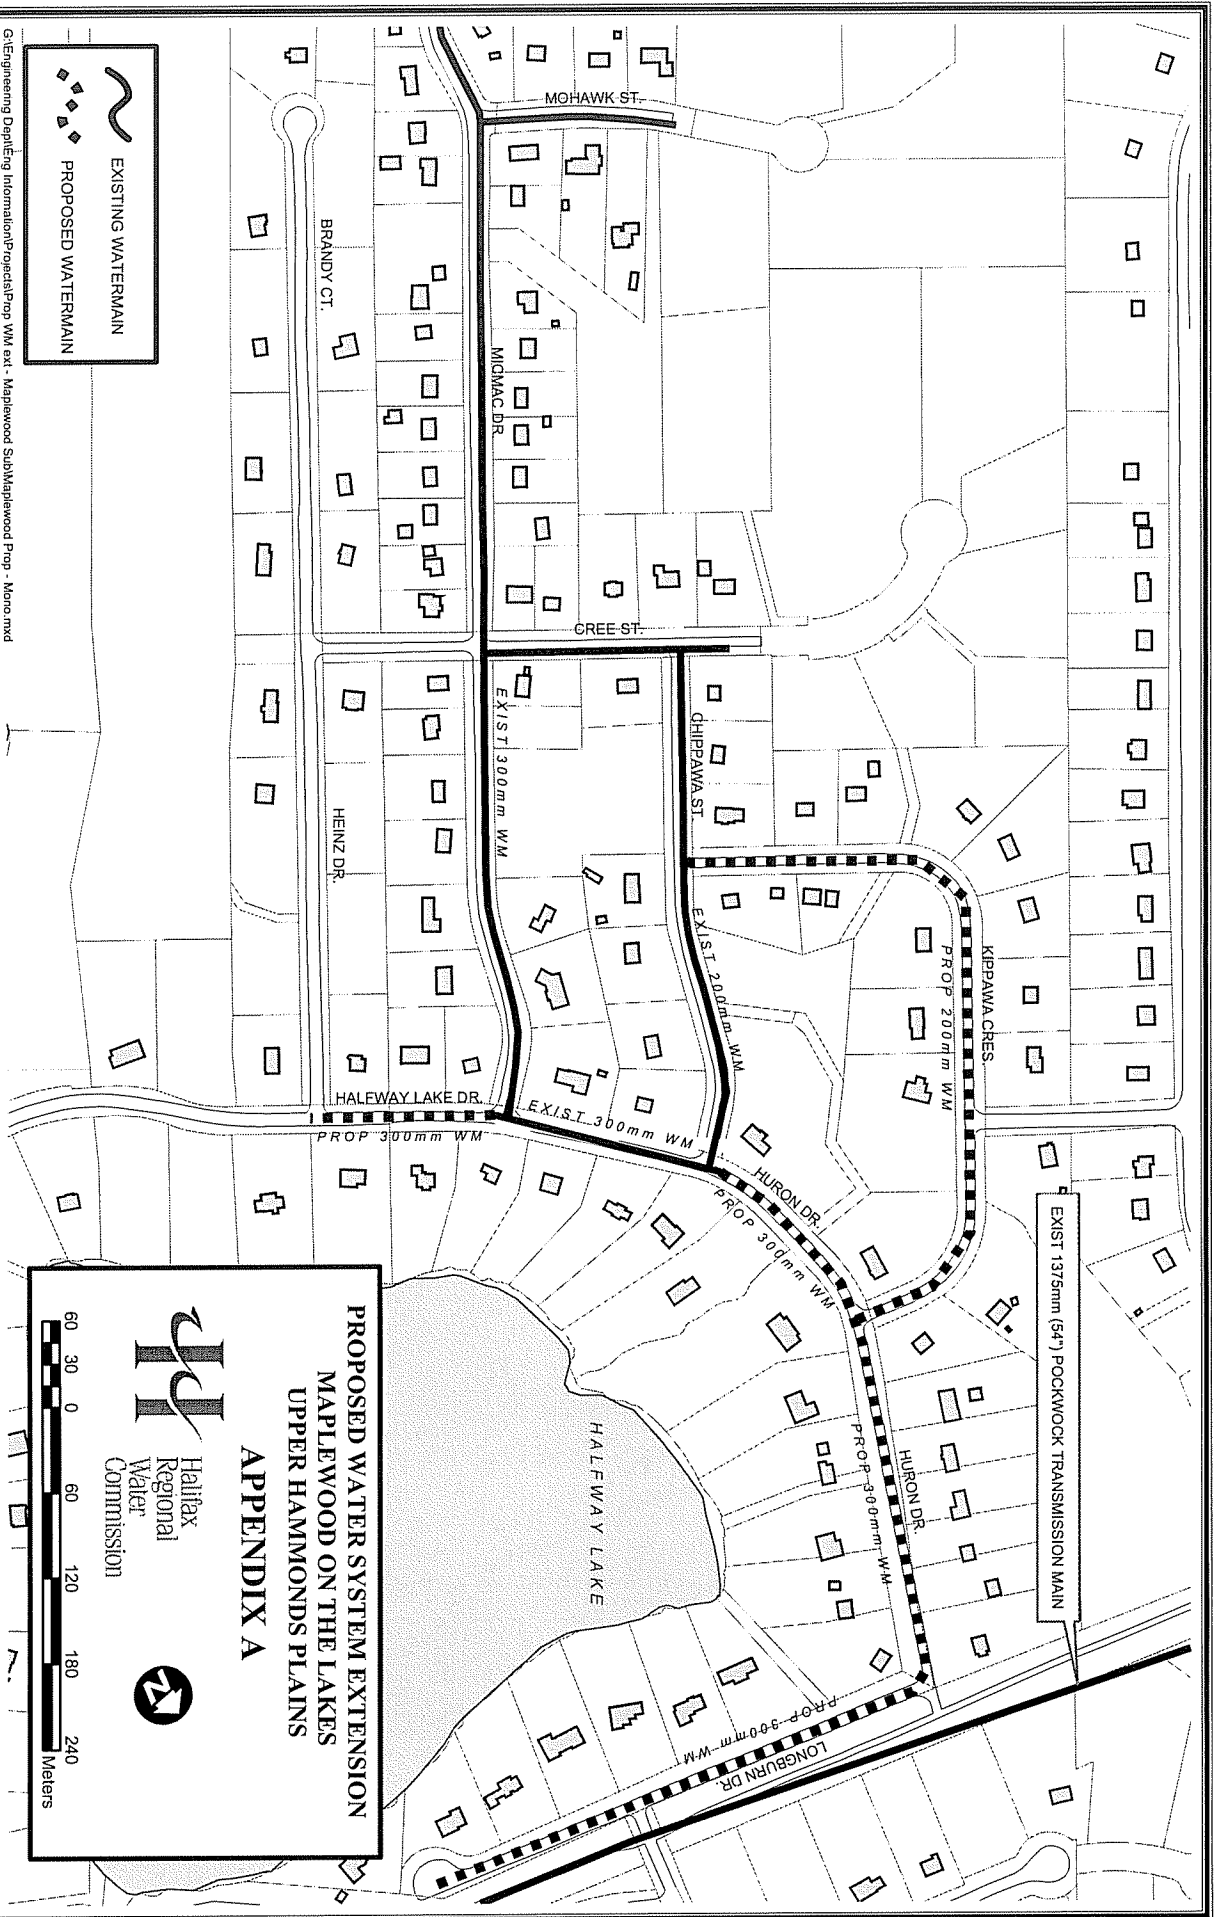 EXIST 1375mm (54") POCKWOCK TRANSMISSION MAIN
MOHAWK ST.
KIPPAWA CRES.
PROP 200mm WM
CREE ST.
CHIPPAWA ST.
EXIST 200mm WM
HURON DR.
PROP 300mm WM
HURON DR.
PROP 300mm WM
LONGBURN DR.
PROP 300mm WM
MICMAC DR.
EXIST 300mm WM
EXIST 300mm WM
HALFWAY LAKE
BRANDY CT.
HEINZ DR.
HALFWAY LAKE DR.
PROP 300mm WM
EXISTING WATERMAIN
PROPOSED WATERMAIN
PROPOSED WATER SYSTEM EXTENSION
MAPLEWOOD ON THE LAKES
UPPER HAMMONDS PLAINS
APPENDIX A
Halifax
Regional
Water
Commission
N
60 30 0 60 120 180 240
Meters
G:\Engineering Dept\Eng Information\Projects\Prop WM ext - Maplewood Sub\Maplewood Prop - Mono.mxd